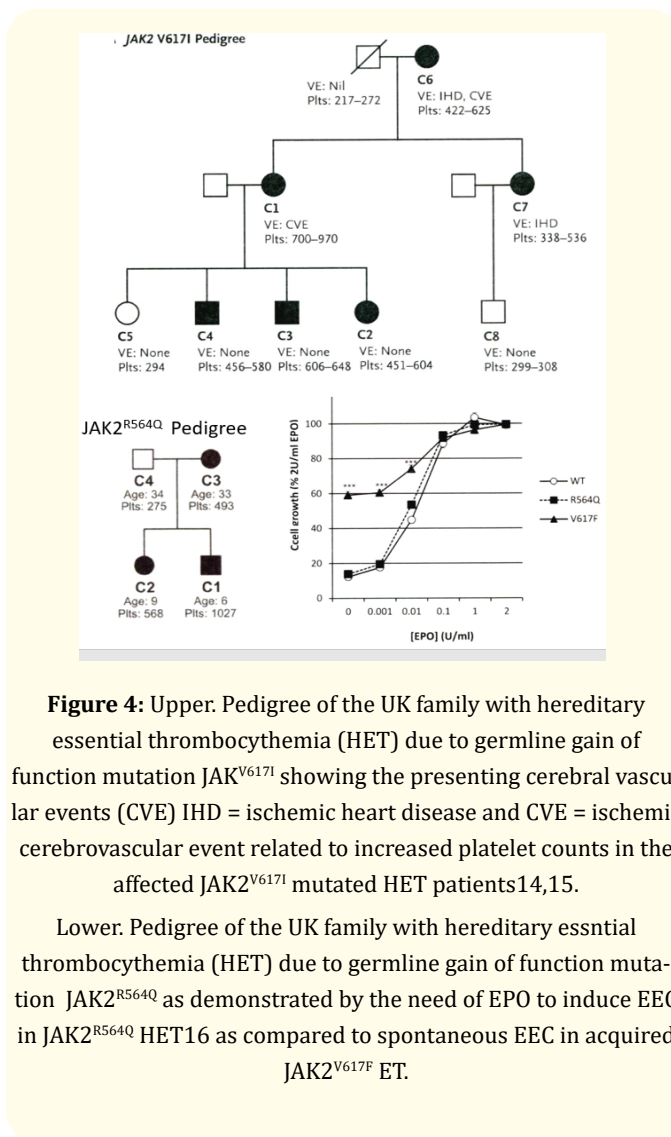 JAK2 V617I Pedigree
C6
VE: Nil
Plts: 217–272
VE: IHD, CVE
Plts: 422–625
C1
VE: CVE
Plts: 700–970
C7
VE: IHD
Plts: 338–536
C5 C4 C3 C2 C8
VE: None VE: None VE: None VE: None VE: None
Plts: 294 Plts: 456–580 Plts: 606–648 Plts: 451–604 Plts: 299–308
JAK2R564Q Pedigree
C4 C3
Age: 34 Age: 33
Plts: 275 Plts: 493
C2 C1
Age: 9 Age: 6
Plts: 568 Plts: 1027
Ccell growth (% 2U/ml EPO)
100
80
60
40
20
0
*** *** ***
0 0.001 0.01 0.1 1 2
[EPO] (U/ml)
WT
R564Q
V617F
Figure 4: Upper. Pedigree of the UK family with hereditary
essential thrombocythemia (HET) due to germline gain of
function mutation JAKV617I showing the presenting cerebral vascu
lar events (CVE) IHD = ischemic heart disease and CVE = ischemi
cerebrovascular event related to increased platelet counts in the
affected JAK2V617I mutated HET patients14,15.
Lower. Pedigree of the UK family with hereditary essntial
thrombocythemia (HET) due to germline gain of function muta-
tion JAK2R564Q as demonstrated by the need of EPO to induce EEC
in JAK2R564Q HET16 as compared to spontaneous EEC in acquired
JAK2V617F ET.